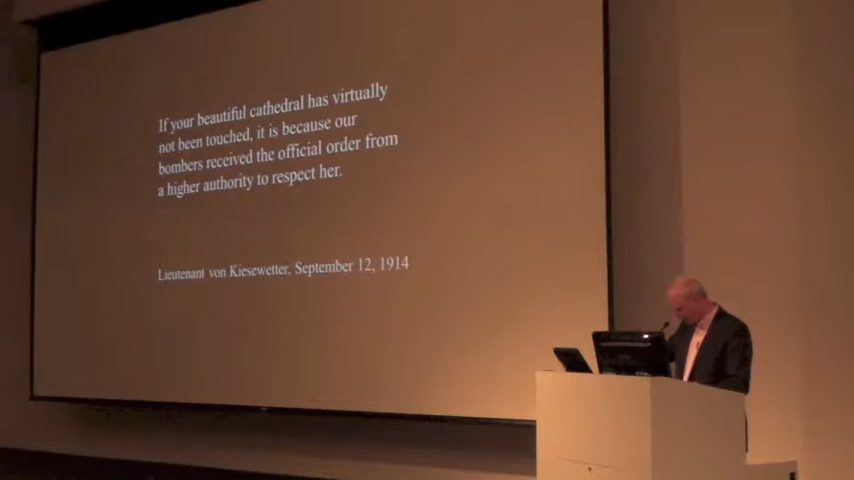 If your beautiful cathedral has virtually
not been touched, it is because our
bombers received the official order from
a higher authority to respect her.
Lieutenant von Kiesewetter, September 12, 1914